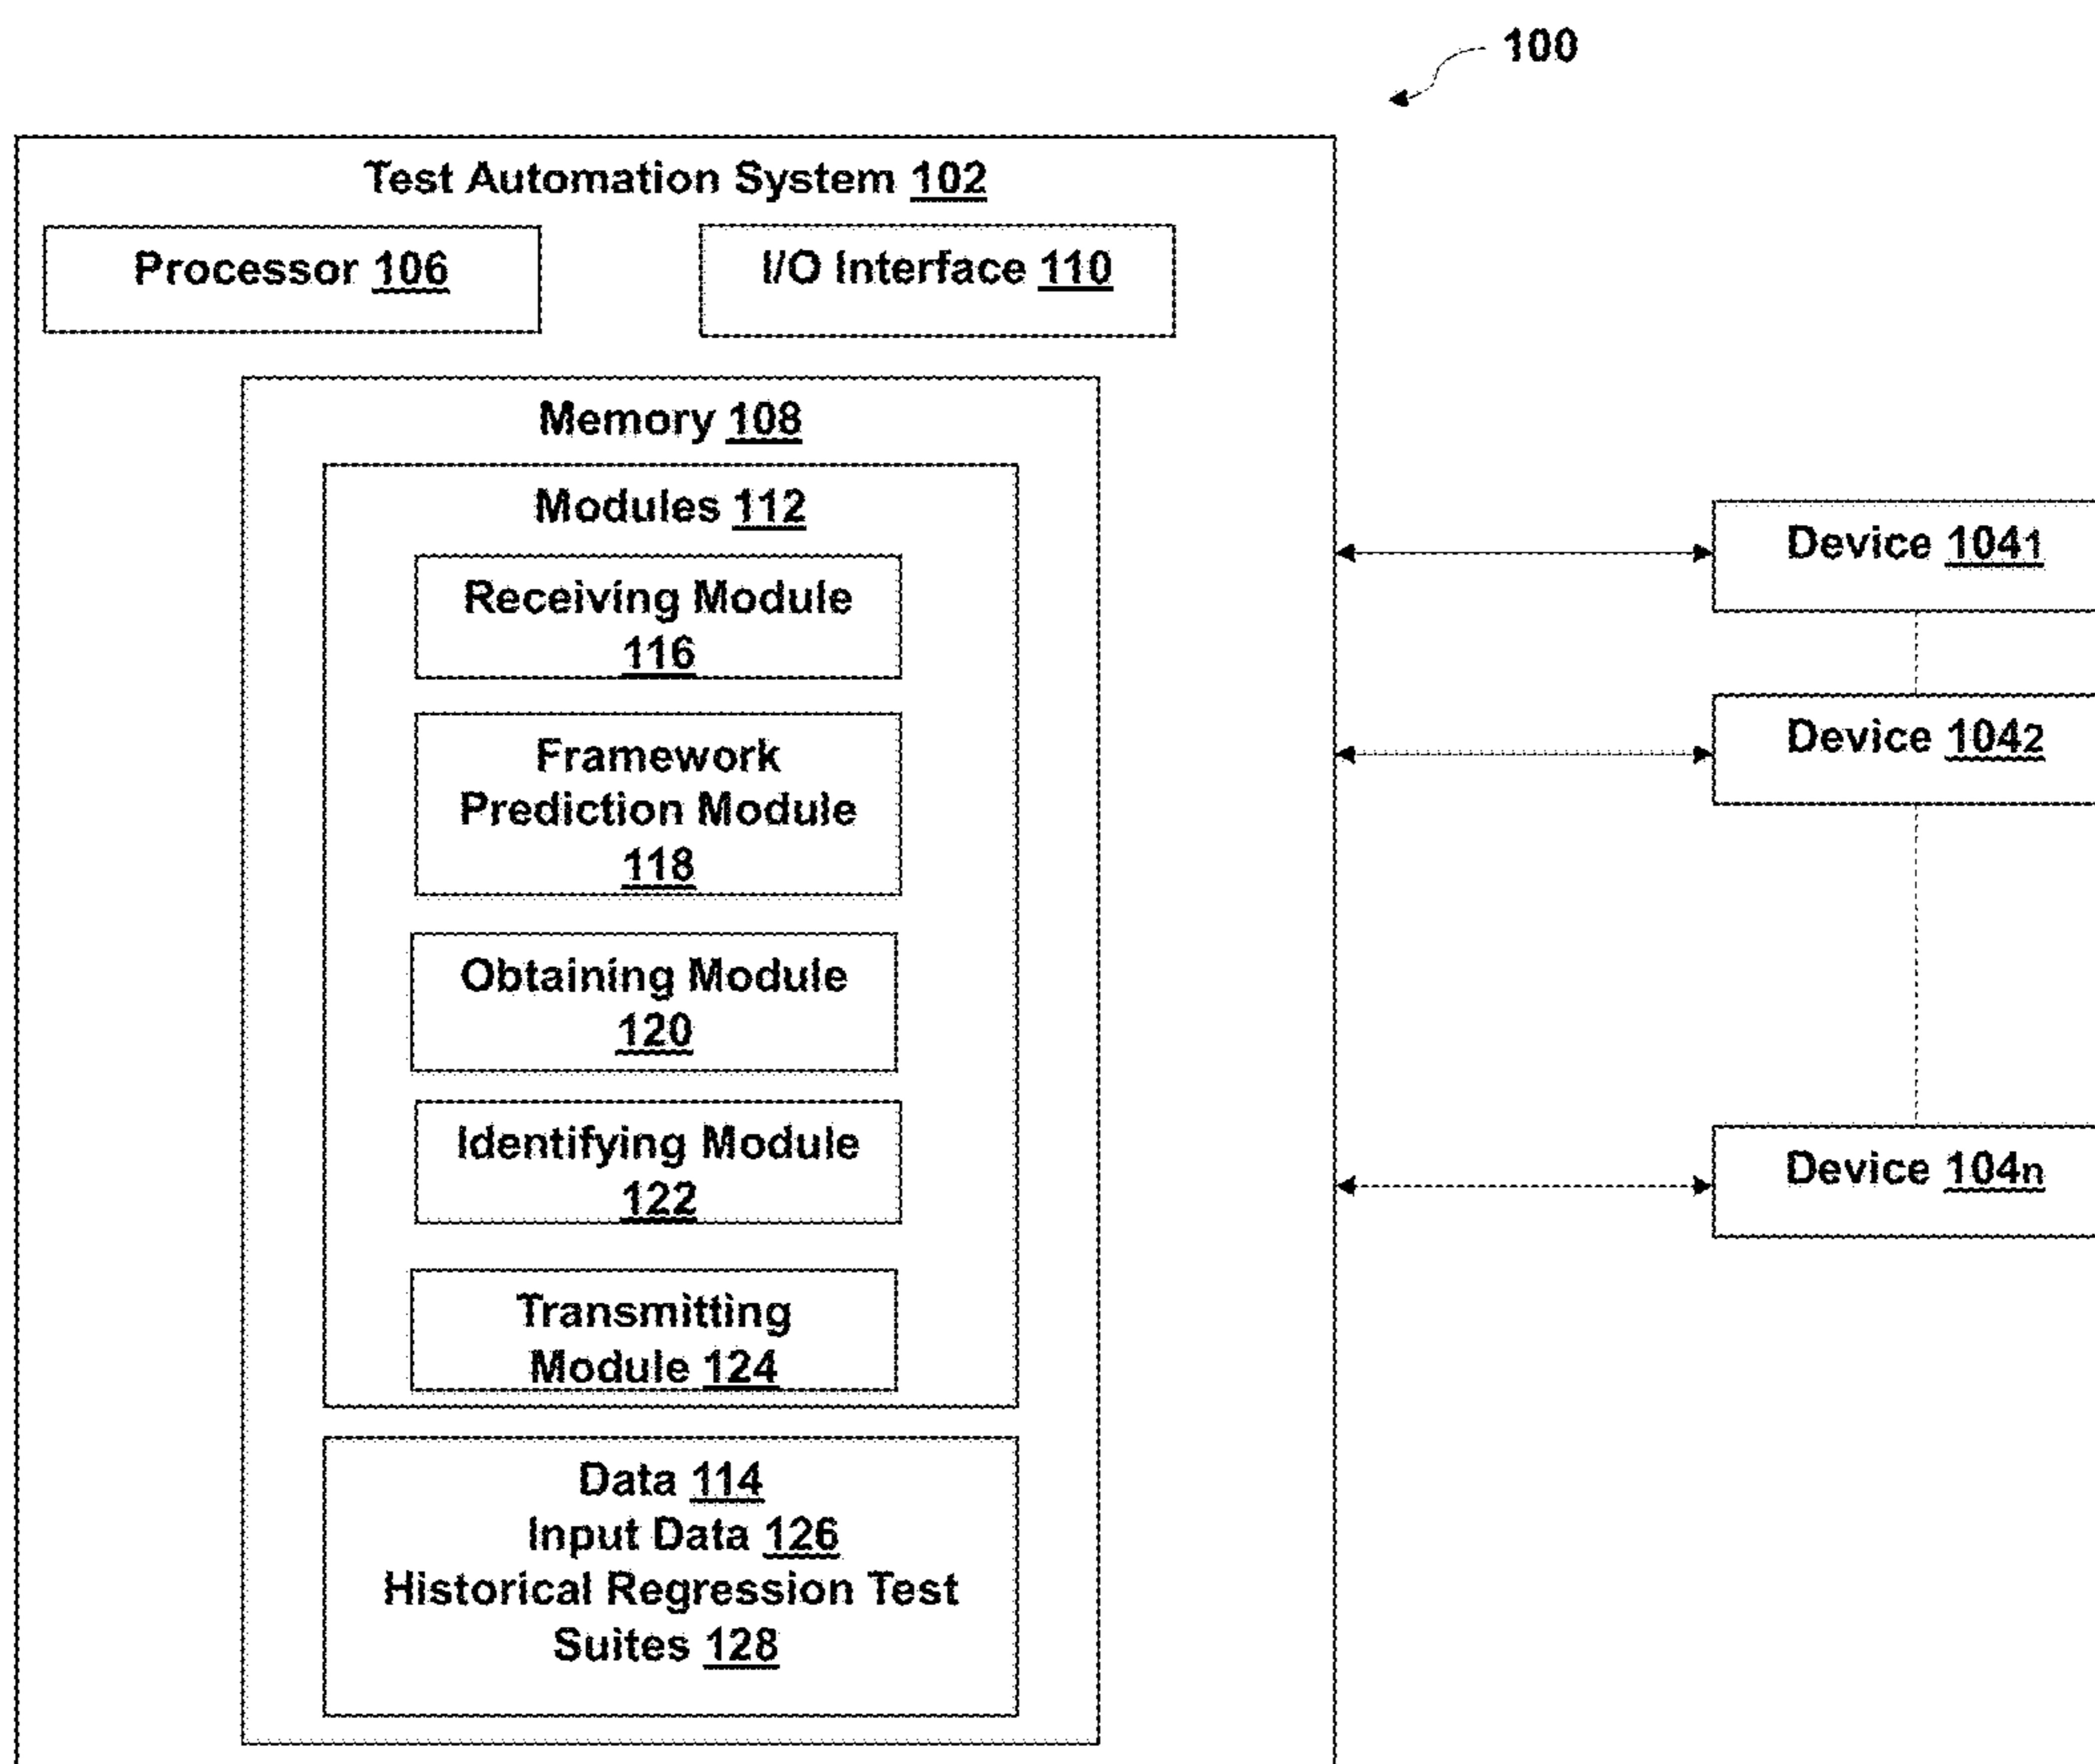 100
Test Automation System 102
Processor 106
I/O Interface 110
Memory 108
Modules 112
Receiving Module
116
Framework
Prediction Module
118
Obtaining Module
120
Identifying Module
122
Transmitting
Module 124
Data 114
Input Data 126
Historical Regression Test
Suites 128
Device 1041
Device 1042
Device 104n